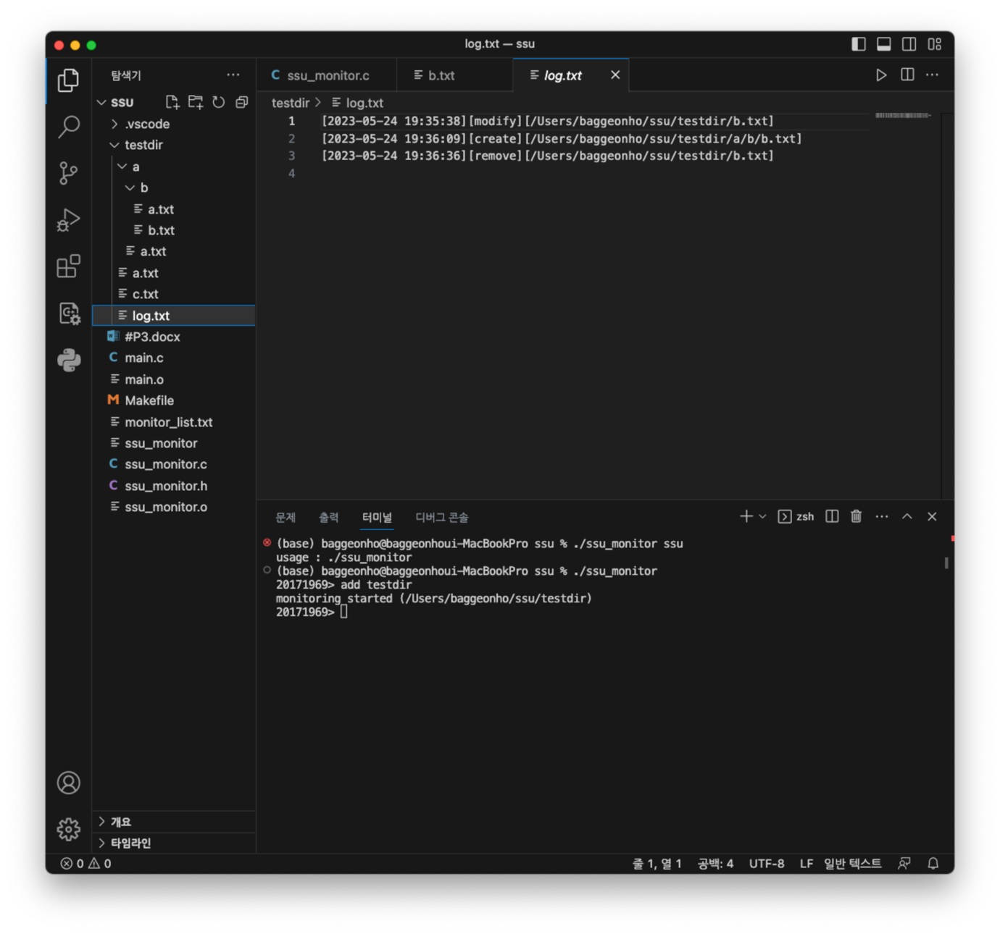 log.txt — ssu
탐색기
SSU
.vscode
testdir
a
b
a.txt
b.txt
a.txt
a.txt
c.txt
log.txt
#P3.docx
main.c
main.o
Makefile
monitor_list.txt
ssu_monitor
ssu_monitor.c
ssu_monitor.h
ssu_monitor.o
개요
타임라인
ssu_monitor.c
b.txt
log.txt
testdir > log.txt
1 [2023-05-24 19:35:38][modify][/Users/baggeonho/ssu/testdir/b.txt]
2 [2023-05-24 19:36:09][create][/Users/baggeonho/ssu/testdir/a/b/b.txt]
3 [2023-05-24 19:36:36][remove][/Users/baggeonho/ssu/testdir/b.txt]
4
문제 출력 터미널 디버그 콘솔 zsh
(base) baggeonho@baggeonhoui-MacBookPro ssu % ./ssu_monitor ssu
usage : ./ssu_monitor
(base) baggeonho@baggeonhoui-MacBookPro ssu % ./ssu_monitor
20171969> add testdir
monitoring started (/Users/baggeonho/ssu/testdir)
20171969>
0 0 줄 1, 열 1 공백: 4 UTF-8 LF 일반 텍스트